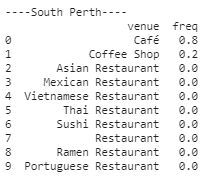 ----South Perth----
venue freq
0 Café 0.8
1 Coffee Shop 0.2
2 Asian Restaurant 0.0
3 Mexican Restaurant 0.0
4 Vietnamese Restaurant 0.0
5 Thai Restaurant 0.0
6 Sushi Restaurant 0.0
7 Restaurant 0.0
8 Ramen Restaurant 0.0
9 Portuguese Restaurant 0.0